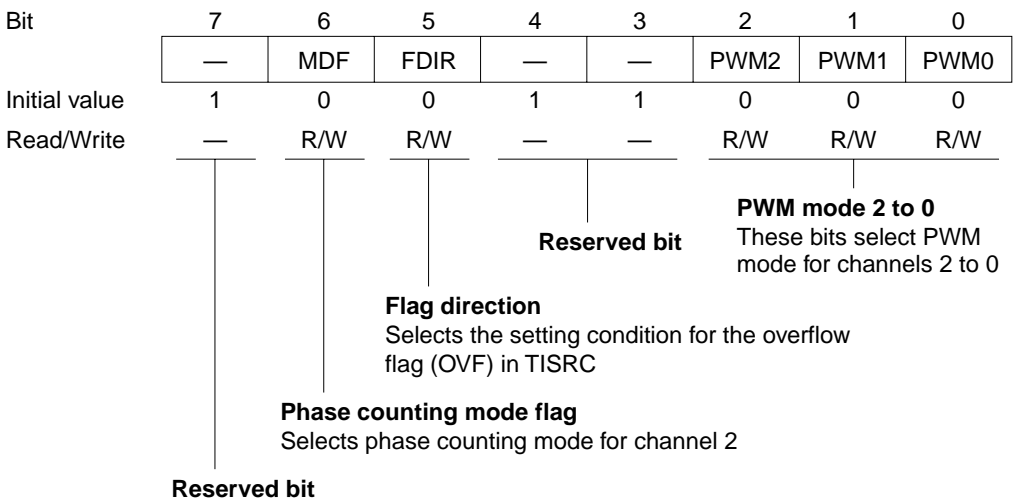 Bit 7 6 5 4 3 2 1 0
— MDF FDIR — — PWM2 PWM1 PWM0
Initial value 1 0 0 1 1 0 0 0
Read/Write — R/W R/W — — R/W R/W R/W
PWM mode 2 to 0
These bits select PWM
mode for channels 2 to 0
Reserved bit
Flag direction
Selects the setting condition for the overflow
flag (OVF) in TISRC
Phase counting mode flag
Selects phase counting mode for channel 2
Reserved bit